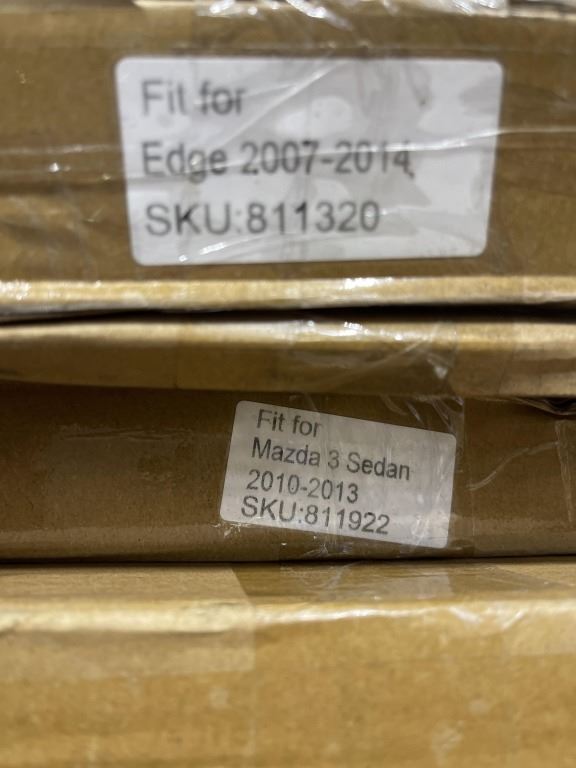 Fit for
Edge 2007-2014
SKU:811320
Fit for
Mazda 3 Sedan
2010-2013
SKU:811922